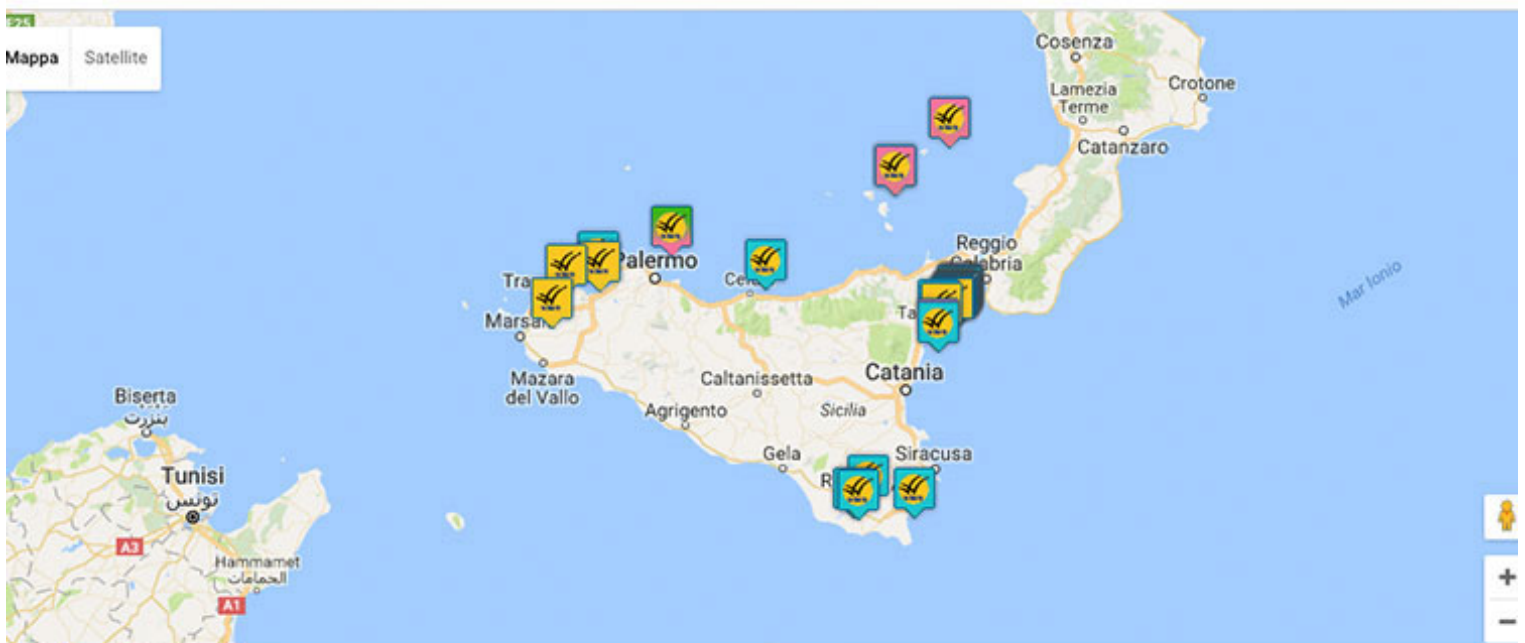 E25
Mappa
Satellite
Cosenza
Lamezia
Terme
Crotone
Catanzaro
Reggio
Calabria
Palermo
Marsala
Mazara
del Vallo
Caltanissetta
Catania
Agrigento
Sicilia
Gela
Siracusa
Mar Ionio
Biserta
بنزرت
Tunisi
تونس
A3
Hammamet
الحمامات
A1